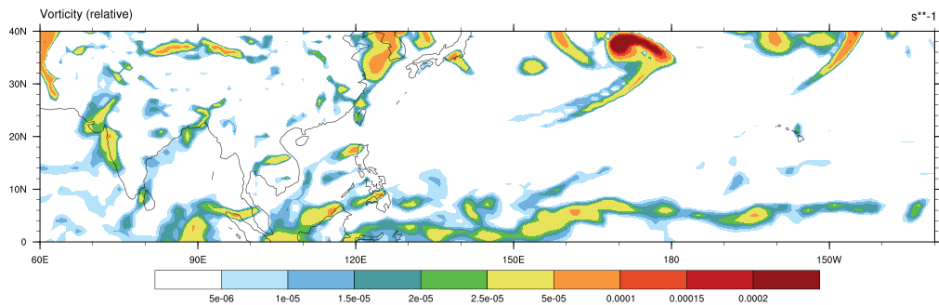 Vorticity (relative) s**-1
40N
30N
20N
10N
0
60E 90E 120E 150E 180 150W
5e-06 1e-05 1.5e-05 2e-05 2.5e-05 5e-05 0.0001 0.00015 0.0002